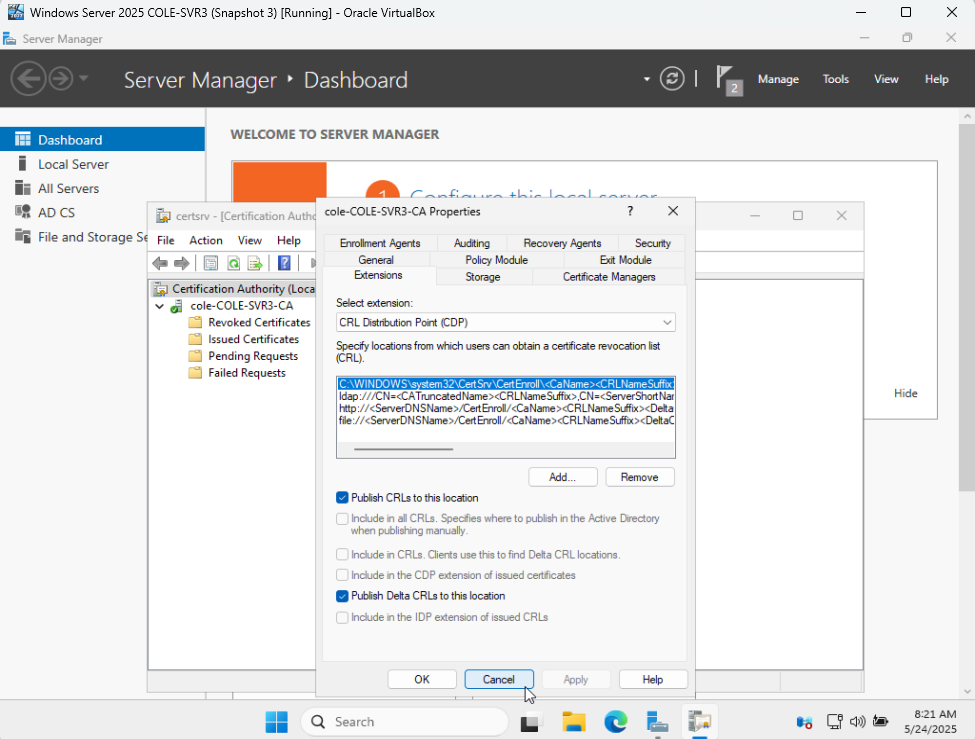 Windows Server 2025 COLE-SVR3 (Snapshot 3) [Running] - Oracle VirtualBox
Server Manager
Server Manager
Dashboard
2
Manage
Tools
View
Help
Dashboard
Local Server
All Servers
AD CS
File and Storage Se
WELCOME TO SERVER MANAGER
1
Configure this local server
Hide
certsrv - [Certification Autho
File
Action
View
Help
Certification Authority (Loca
cole-COLE-SVR3-CA
Revoked Certificates
Issued Certificates
Pending Requests
Failed Requests
cole-COLE-SVR3-CA Properties
?
Enrollment Agents
Auditing
Recovery Agents
Security
General
Policy Module
Exit Module
Extensions
Storage
Certificate Managers
Select extension:
CRL Distribution Point (CDP)
Specify locations from which users can obtain a certificate revocation list
(CRL).
C:\WINDOWS\system32\CertSrv\CertEnroll\<CaName><CRLNameSuffix>
ldap:///CN=<CATruncatedName><CRLNameSuffix>,CN=<ServerShortNar
http://<ServerDNSName>/CertEnroll/<CaName><CRLNameSuffix><Delta
file://<ServerDNSName>/CertEnroll/<CaName><CRLNameSuffix><DeltaC
Add...
Remove
Publish CRLs to this location
Include in all CRLs. Specifies where to publish in the Active Directory
when publishing manually.
Include in CRLs. Clients use this to find Delta CRL locations.
Include in the CDP extension of issued certificates
Publish Delta CRLs to this location
Include in the IDP extension of issued CRLs
OK
Cancel
Apply
Help
Search
8:21 AM
5/24/2025